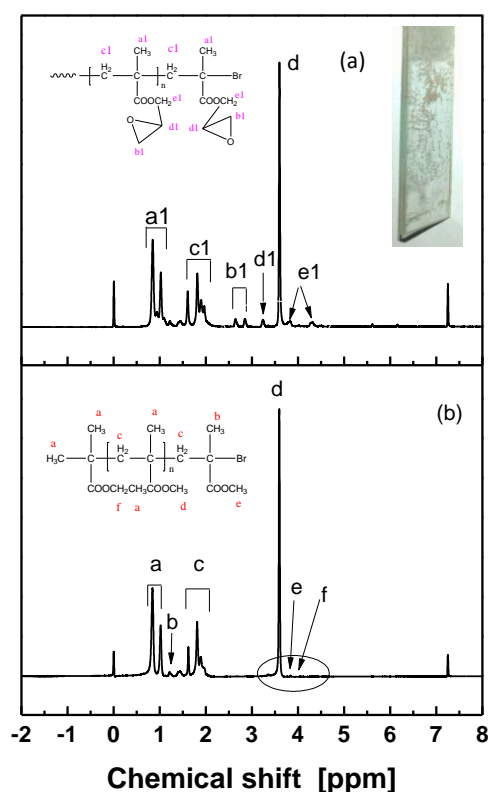 a1 a1
c1 c1
CH₃ CH₃
H₂ H₂
C C C C Br
n
COOCH₂ e1 COOCH₂ e1
O d1 d1 O b1
b1
(a)
d
a1
c1
b1 d1 e1
a a b
c c
CH₃ CH₃ CH₃
a H₂ H₂
H₃C C C C C C Br
n
COOCH₂CH₃COOCH₃ COOCH₃
f a d e
(b)
d
a c
b
e f
-2 -1 0 1 2 3 4 5 6 7 8
Chemical shift [ppm]